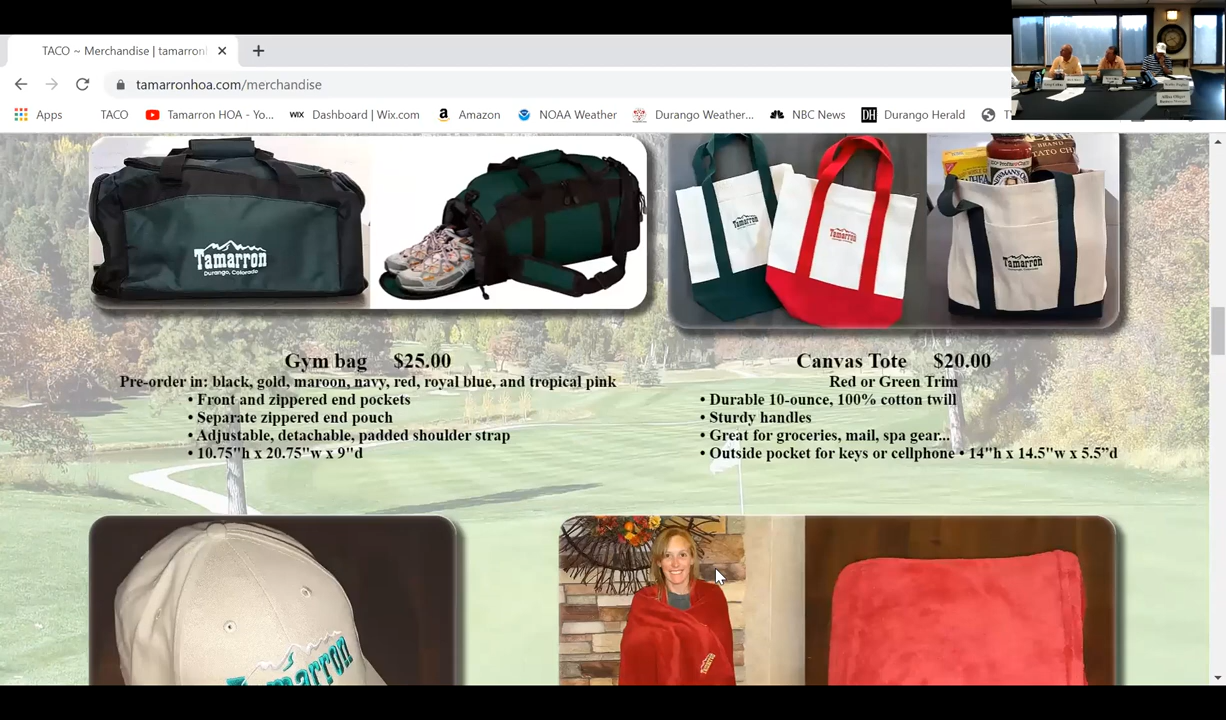 TACO ~ Merchandise | tamarronh
tamarronhoa.com/merchandise
Apps
TACO
Tamarron HOA - Yo...
WiX
Dashboard | Wix.com
a
Amazon
NOAA Weather
Durango Weather...
NBC News
DH
Durango Herald
Tamarron
Durango, Colorado
Tamarron
Tamarron
Tamarron
Gym bag $25.00
Pre-order in: black, gold, maroon, navy, red, royal blue, and tropical pink
• Front and zippered end pockets
• Separate zippered end pouch
• Adjustable, detachable, padded shoulder strap
• 10.75"h x 20.75"w x 9"d
Canvas Tote $20.00
Red or Green Trim
• Durable 10-ounce, 100% cotton twill
• Sturdy handles
• Great for groceries, mail, spa gear...
• Outside pocket for keys or cellphone • 14"h x 14.5"w x 5.5”d
Tamarron
Tamarron